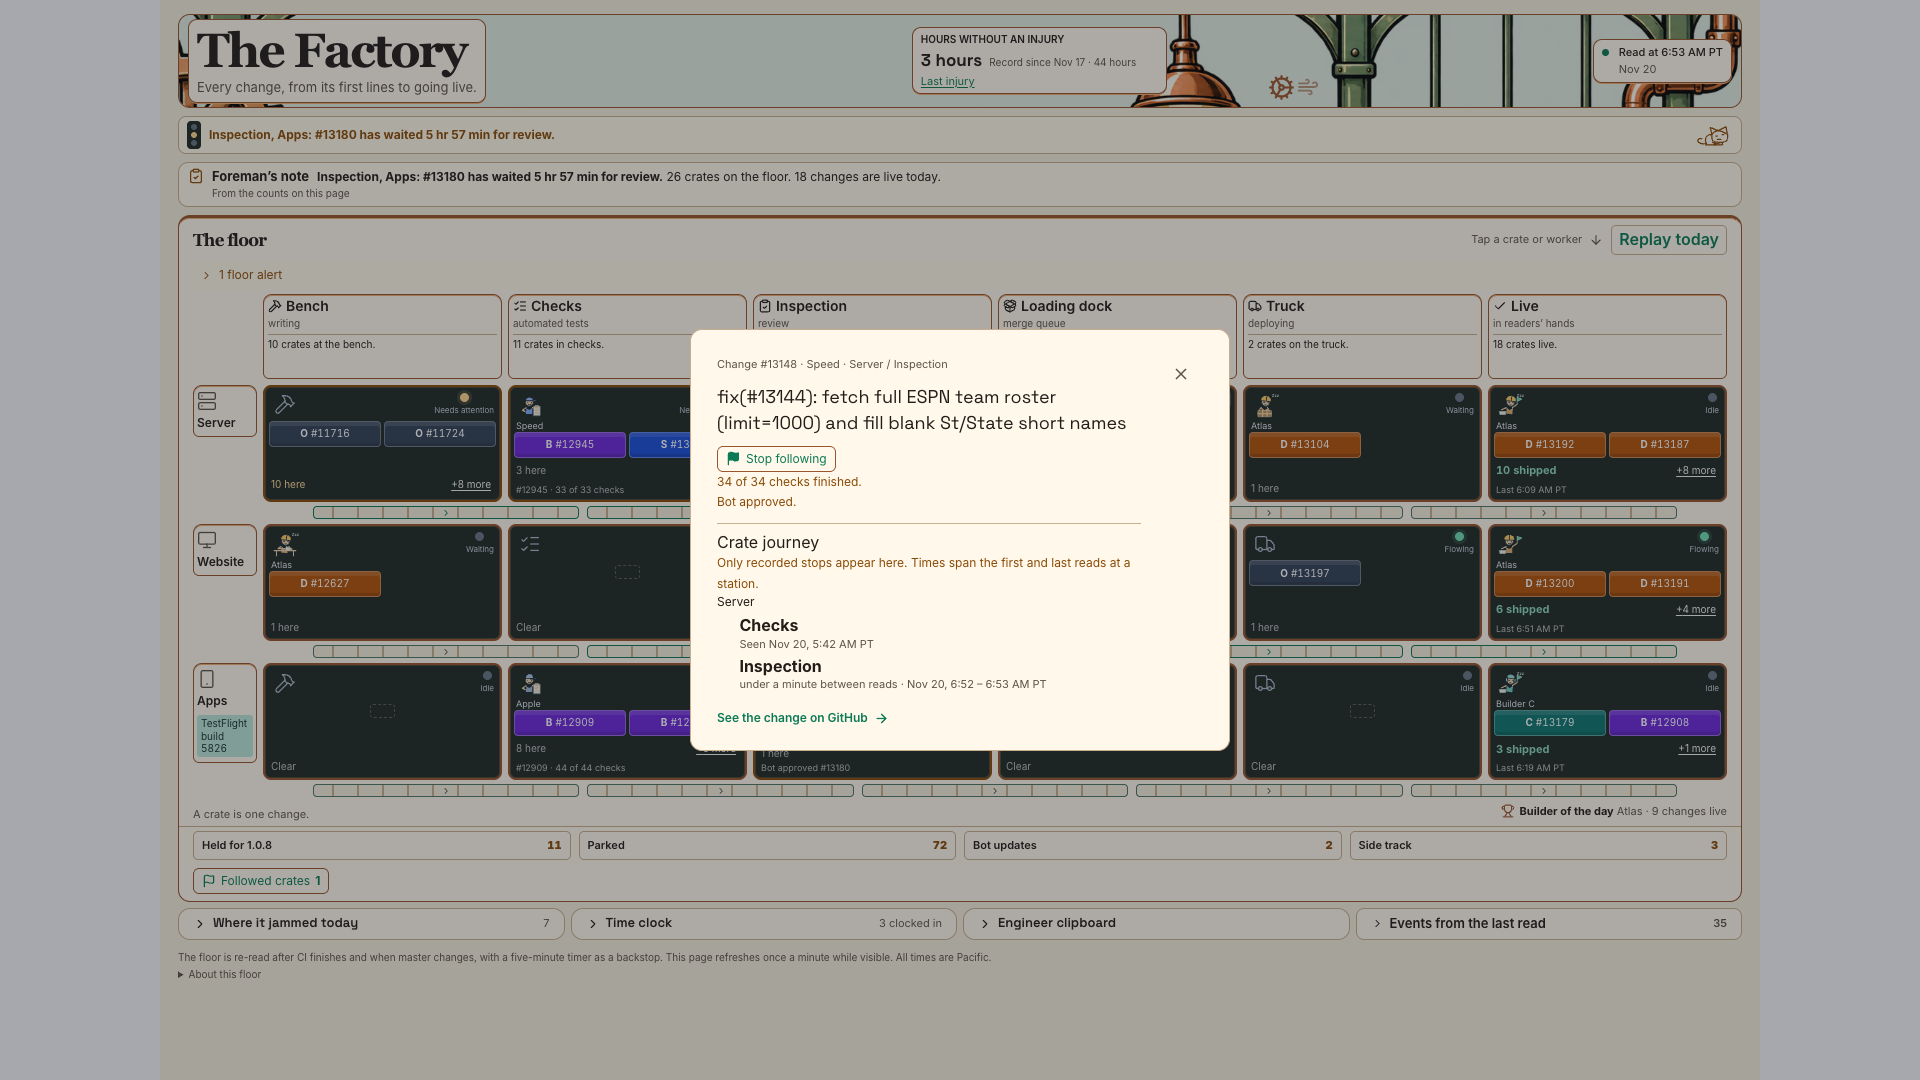 The Factory
Every change, from its first lines to going live.
HOURS WITHOUT AN INJURY
3 hours Record since Nov 17 · 44 hours
Last injury
Read at 6:53 AM PT
Nov 20
Inspection, Apps: #13180 has waited 5 hr 57 min for review.
Foreman's note Inspection, Apps: #13180 has waited 5 hr 57 min for review. 26 crates on the floor. 18 changes are live today.
From the counts on this page
The floor
Tap a crate or worker
Replay today
1 floor alert
Bench
writing
10 crates at the bench.
Checks
automated tests
11 crates in checks.
Inspection
review
Loading dock
merge queue
Truck
deploying
2 crates on the truck.
Live
in readers' hands
18 crates live.
Server
Needs attention
O #11716
O #11724
10 here
+8 more
Speed
B #12945
S #13
3 here
#12945 · 33 of 33 checks
Waiting
Atlas
D #13104
1 here
Idle
Atlas
D #13192
D #13187
10 shipped
+8 more
Last 6:09 AM PT
Website
Waiting
Atlas
D #12627
1 here
Clear
Flowing
O #13197
1 here
Flowing
Atlas
D #13200
D #13191
6 shipped
+4 more
Last 6:51 AM PT
Apps
TestFlight
build
5826
Idle
Clear
Apple
B #12909
B #12
8 here
#12909 · 44 of 44 checks
1 here
Bot approved #13180
Clear
Idle
Clear
Idle
Builder C
C #13179
B #12908
3 shipped
+1 more
Last 6:19 AM PT
Change #13148 · Speed · Server / Inspection
fix(#13144): fetch full ESPN team roster
(limit=1000) and fill blank St/State short names
Stop following
34 of 34 checks finished.
Bot approved.
Crate journey
Only recorded stops appear here. Times span the first and last reads at a
station.
Server
Checks
Seen Nov 20, 5:42 AM PT
Inspection
under a minute between reads · Nov 20, 6:52 – 6:53 AM PT
See the change on GitHub
A crate is one change.
Builder of the day Atlas · 9 changes live
Held for 1.0.8 11
Parked 72
Bot updates 2
Side track 3
Followed crates 1
Where it jammed today 7
Time clock 3 clocked in
Engineer clipboard
Events from the last read 35
The floor is re-read after CI finishes and when master changes, with a five-minute timer as a backstop. This page refreshes once a minute while visible. All times are Pacific.
About this floor